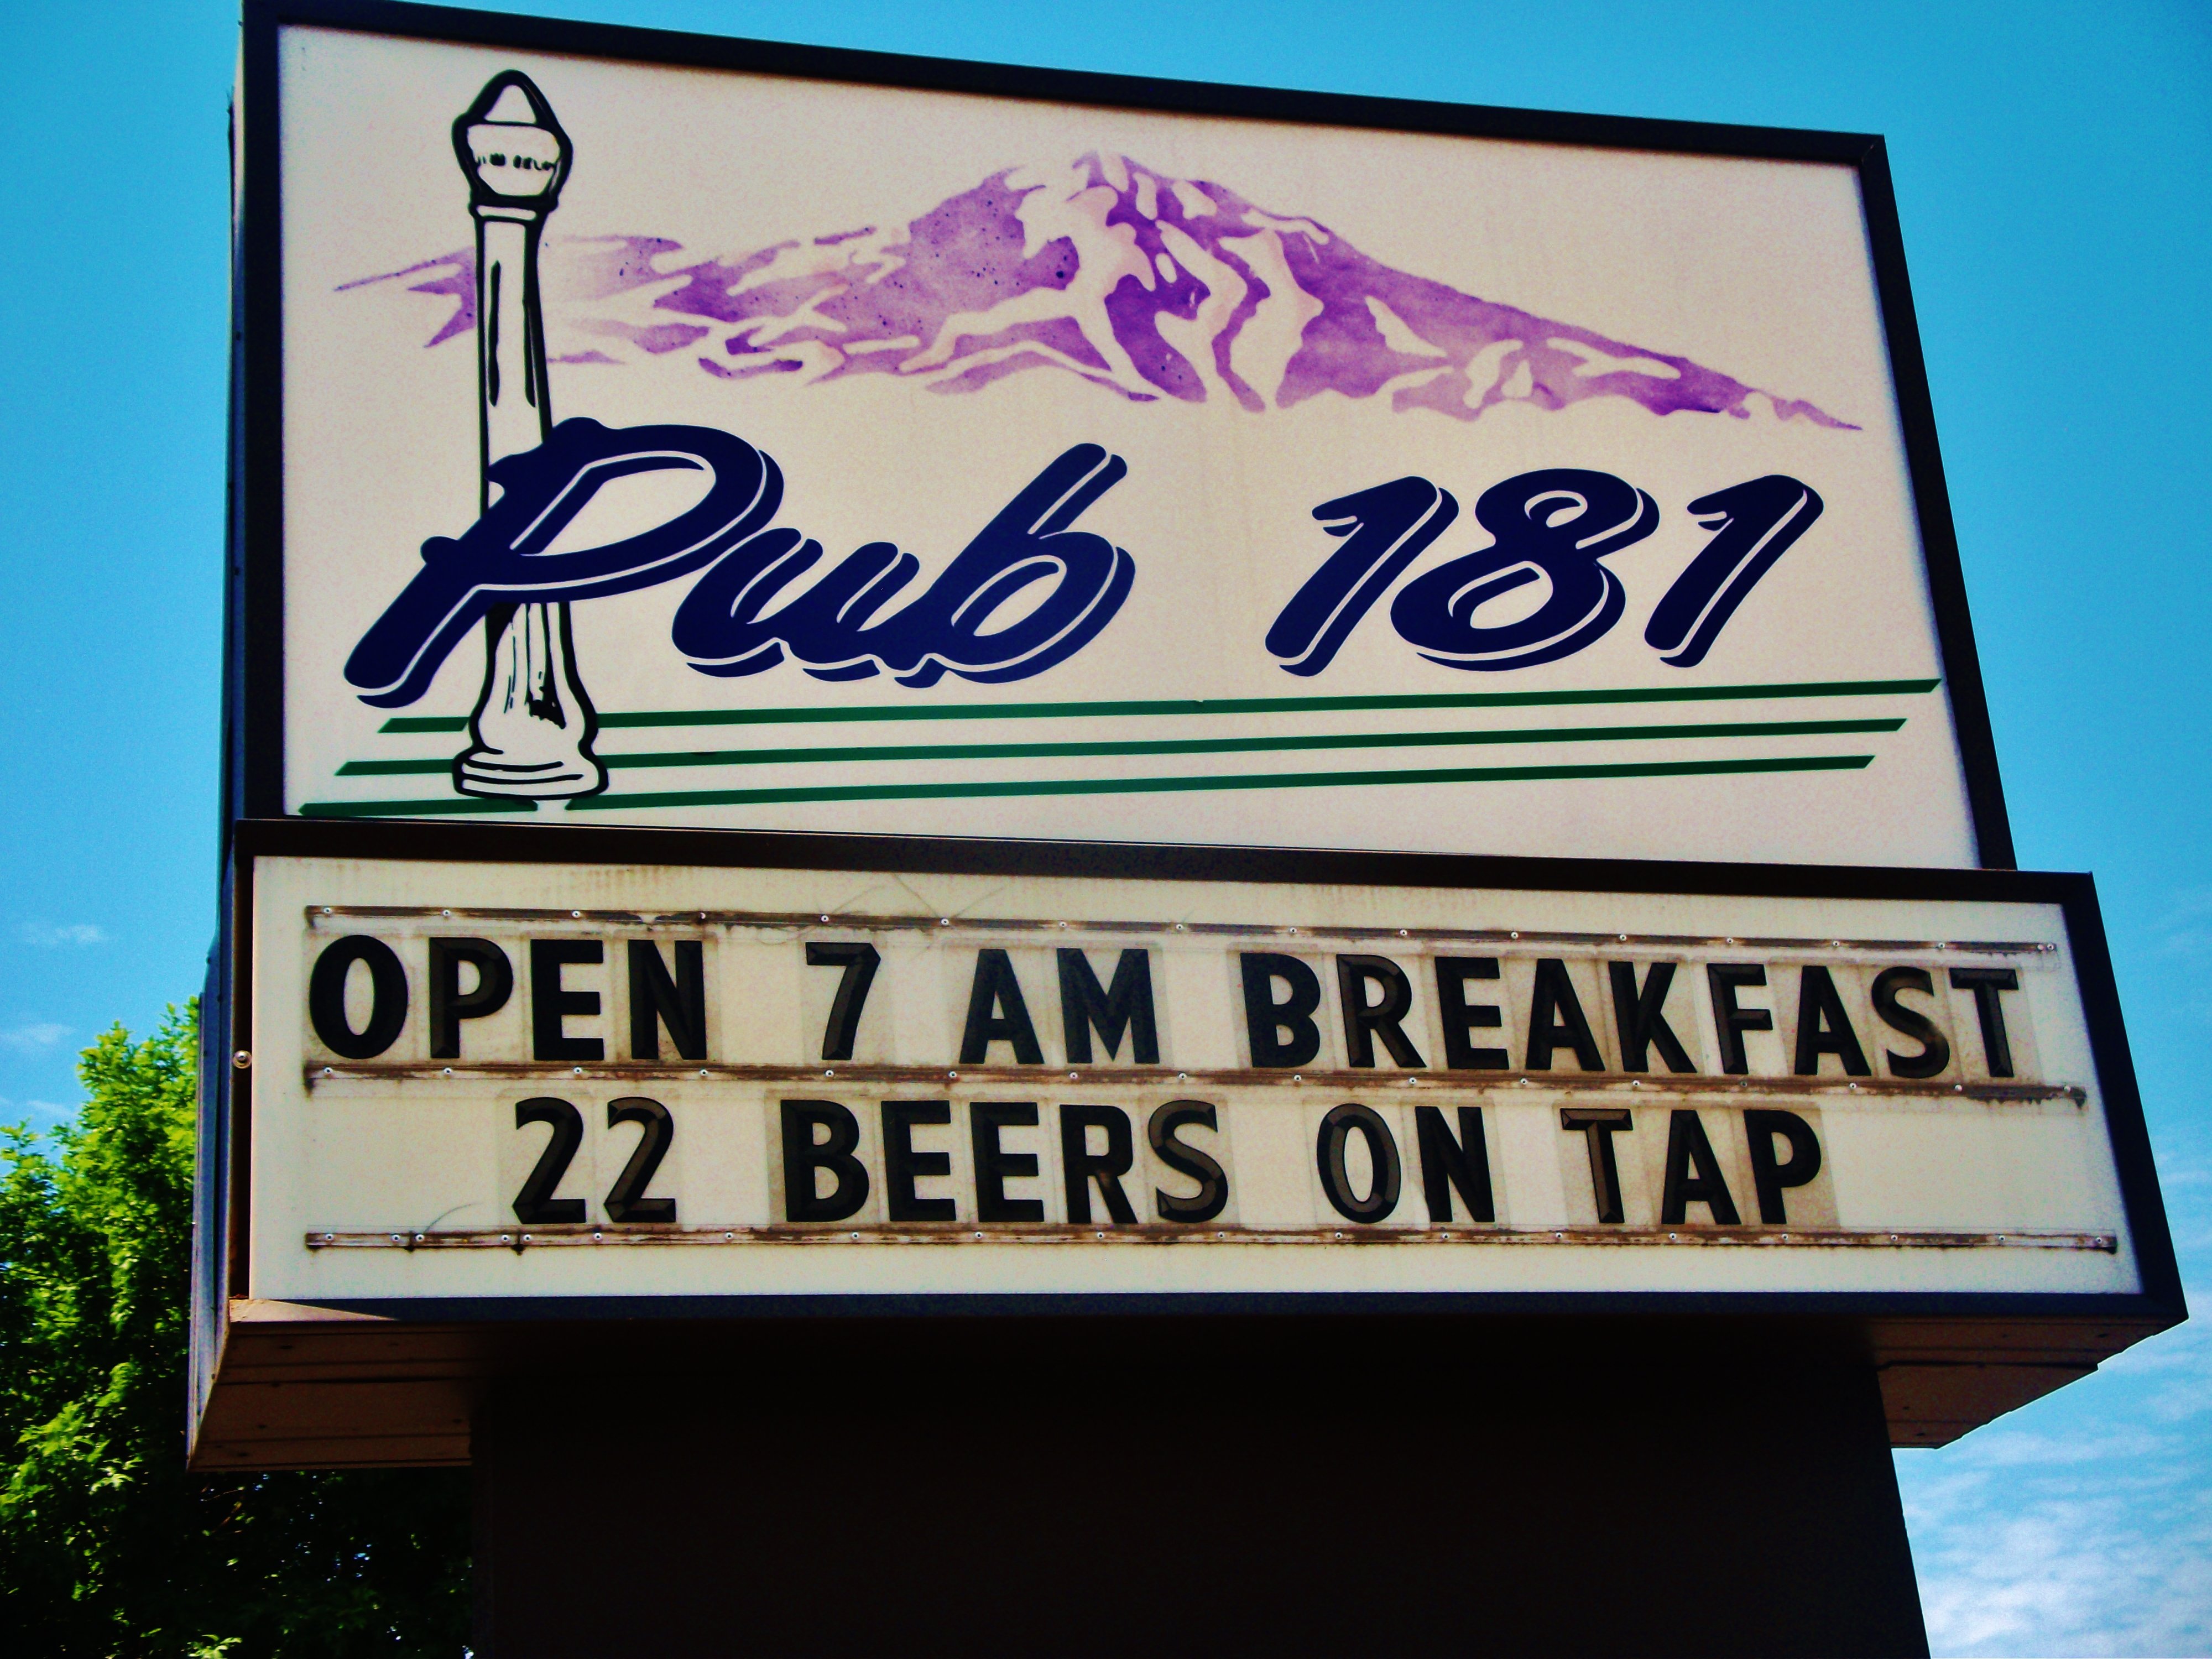 Pub 181
OPEN 7 AM BREAKFAST
22 BEERS ON TAP